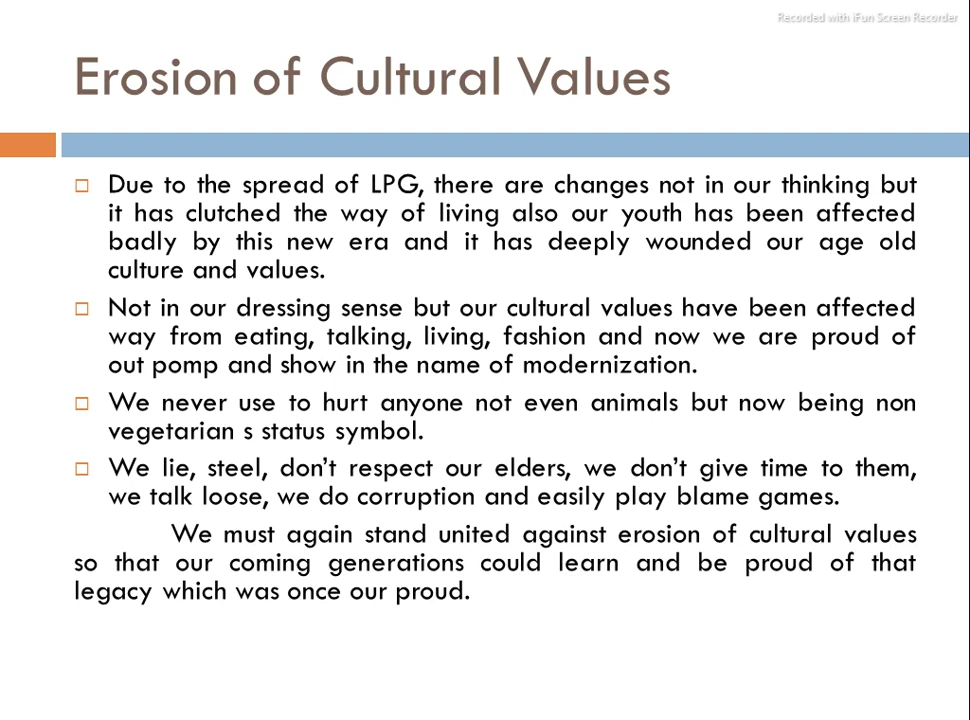 Recorded with iFun Screen Recorder
Erosion of Cultural Values
Due to the spread of LPG, there are changes not in our thinking but
it has clutched the way of living also our youth has been affected
badly by this new era and it has deeply wounded our age old
culture and values.
Not in our dressing sense but our cultural values have been affected
way from eating, talking, living, fashion and now we are proud of
out pomp and show in the name of modernization.
We never use to hurt anyone not even animals but now being non
vegetarian s status symbol.
We lie, steel, don't respect our elders, we don't give time to them,
we talk loose, we do corruption and easily play blame games.
We must again stand united against erosion of cultural values
so that our coming generations could learn and be proud of that
legacy which was once our proud.